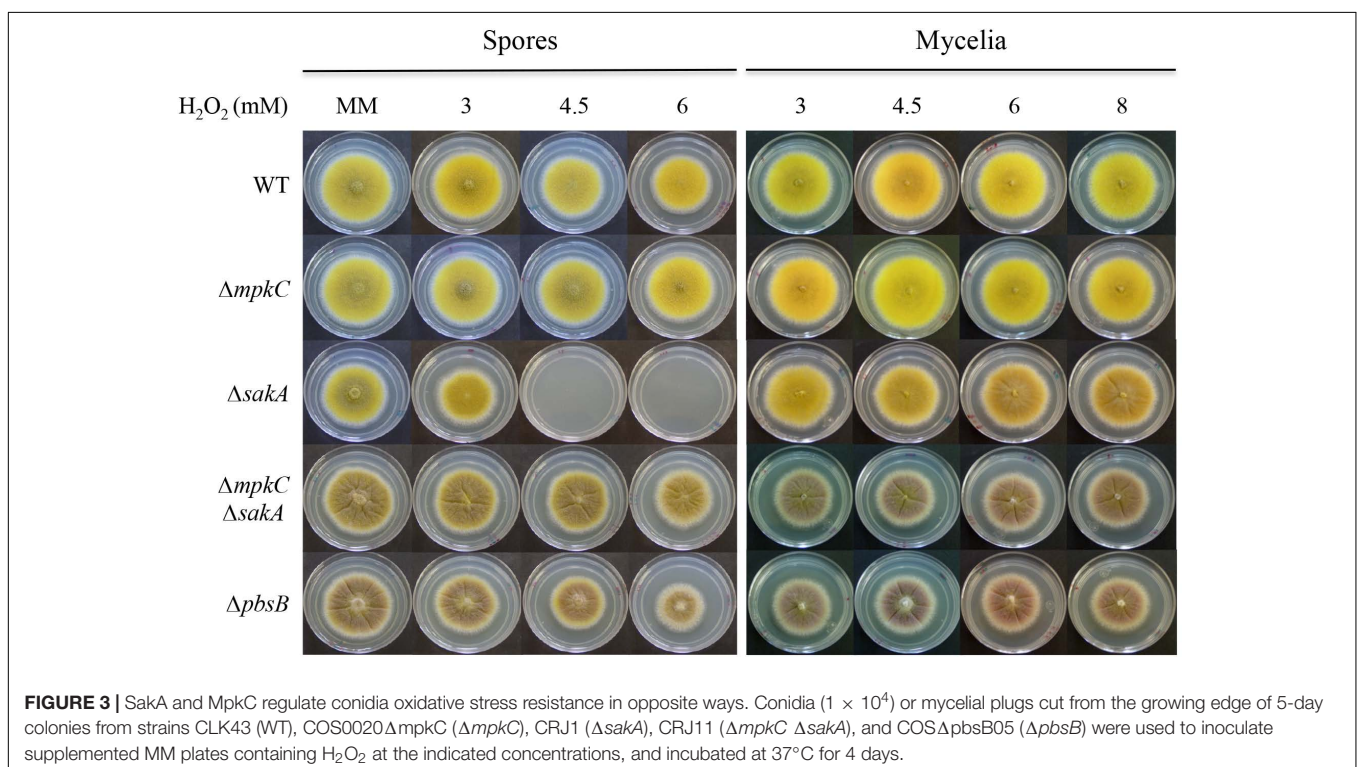 Spores Mycelia
H₂O₂ (mM) MM 3 4.5 6 3 4.5 6 8
WT
ΔmpkC
ΔsakA
ΔmpkC
ΔsakA
ΔpbsB
FIGURE 3 | SakA and MpkC regulate conidia oxidative stress resistance in opposite ways. Conidia (1 × 10⁴) or mycelial plugs cut from the growing edge of 5-day
colonies from strains CLK43 (WT), COS0020ΔmpkC (ΔmpkC), CRJ1 (ΔsakA), CRJ11 (ΔmpkC ΔsakA), and COSΔpbsB05 (ΔpbsB) were used to inoculate
supplemented MM plates containing H₂O₂ at the indicated concentrations, and incubated at 37°C for 4 days.